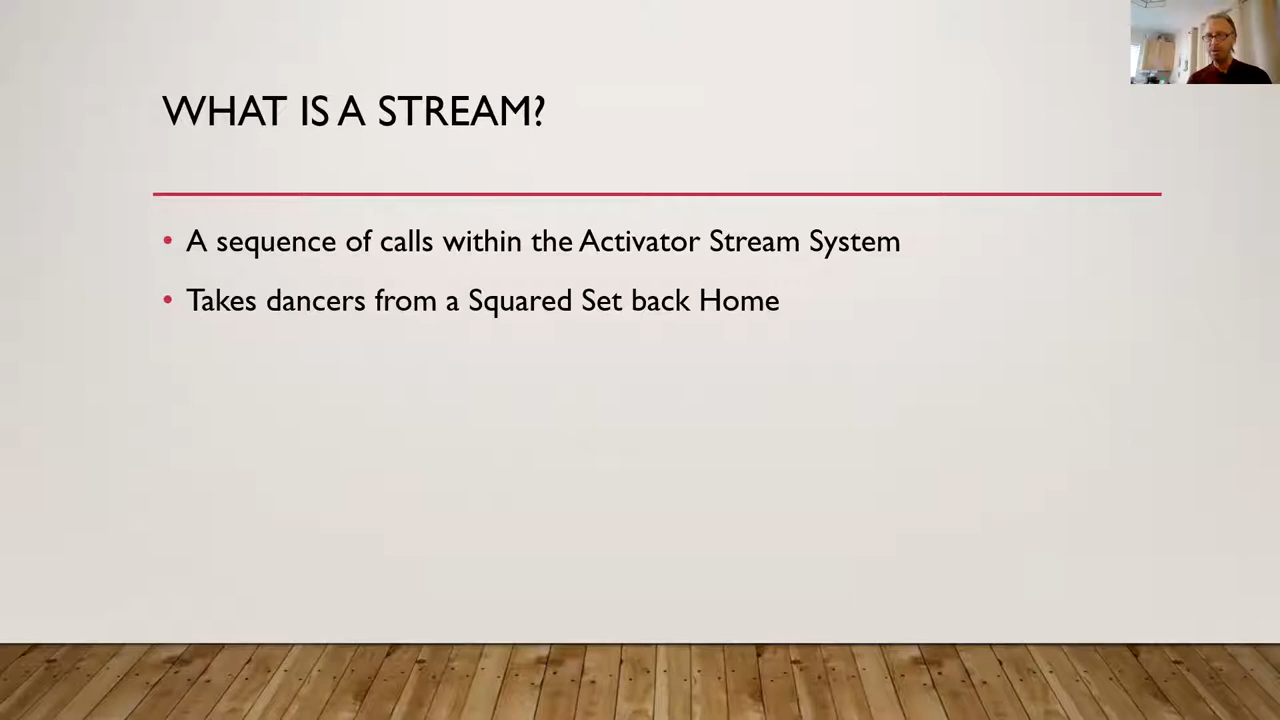 WHAT IS A STREAM?
• A sequence of calls within the Activator Stream System
• Takes dancers from a Squared Set back Home